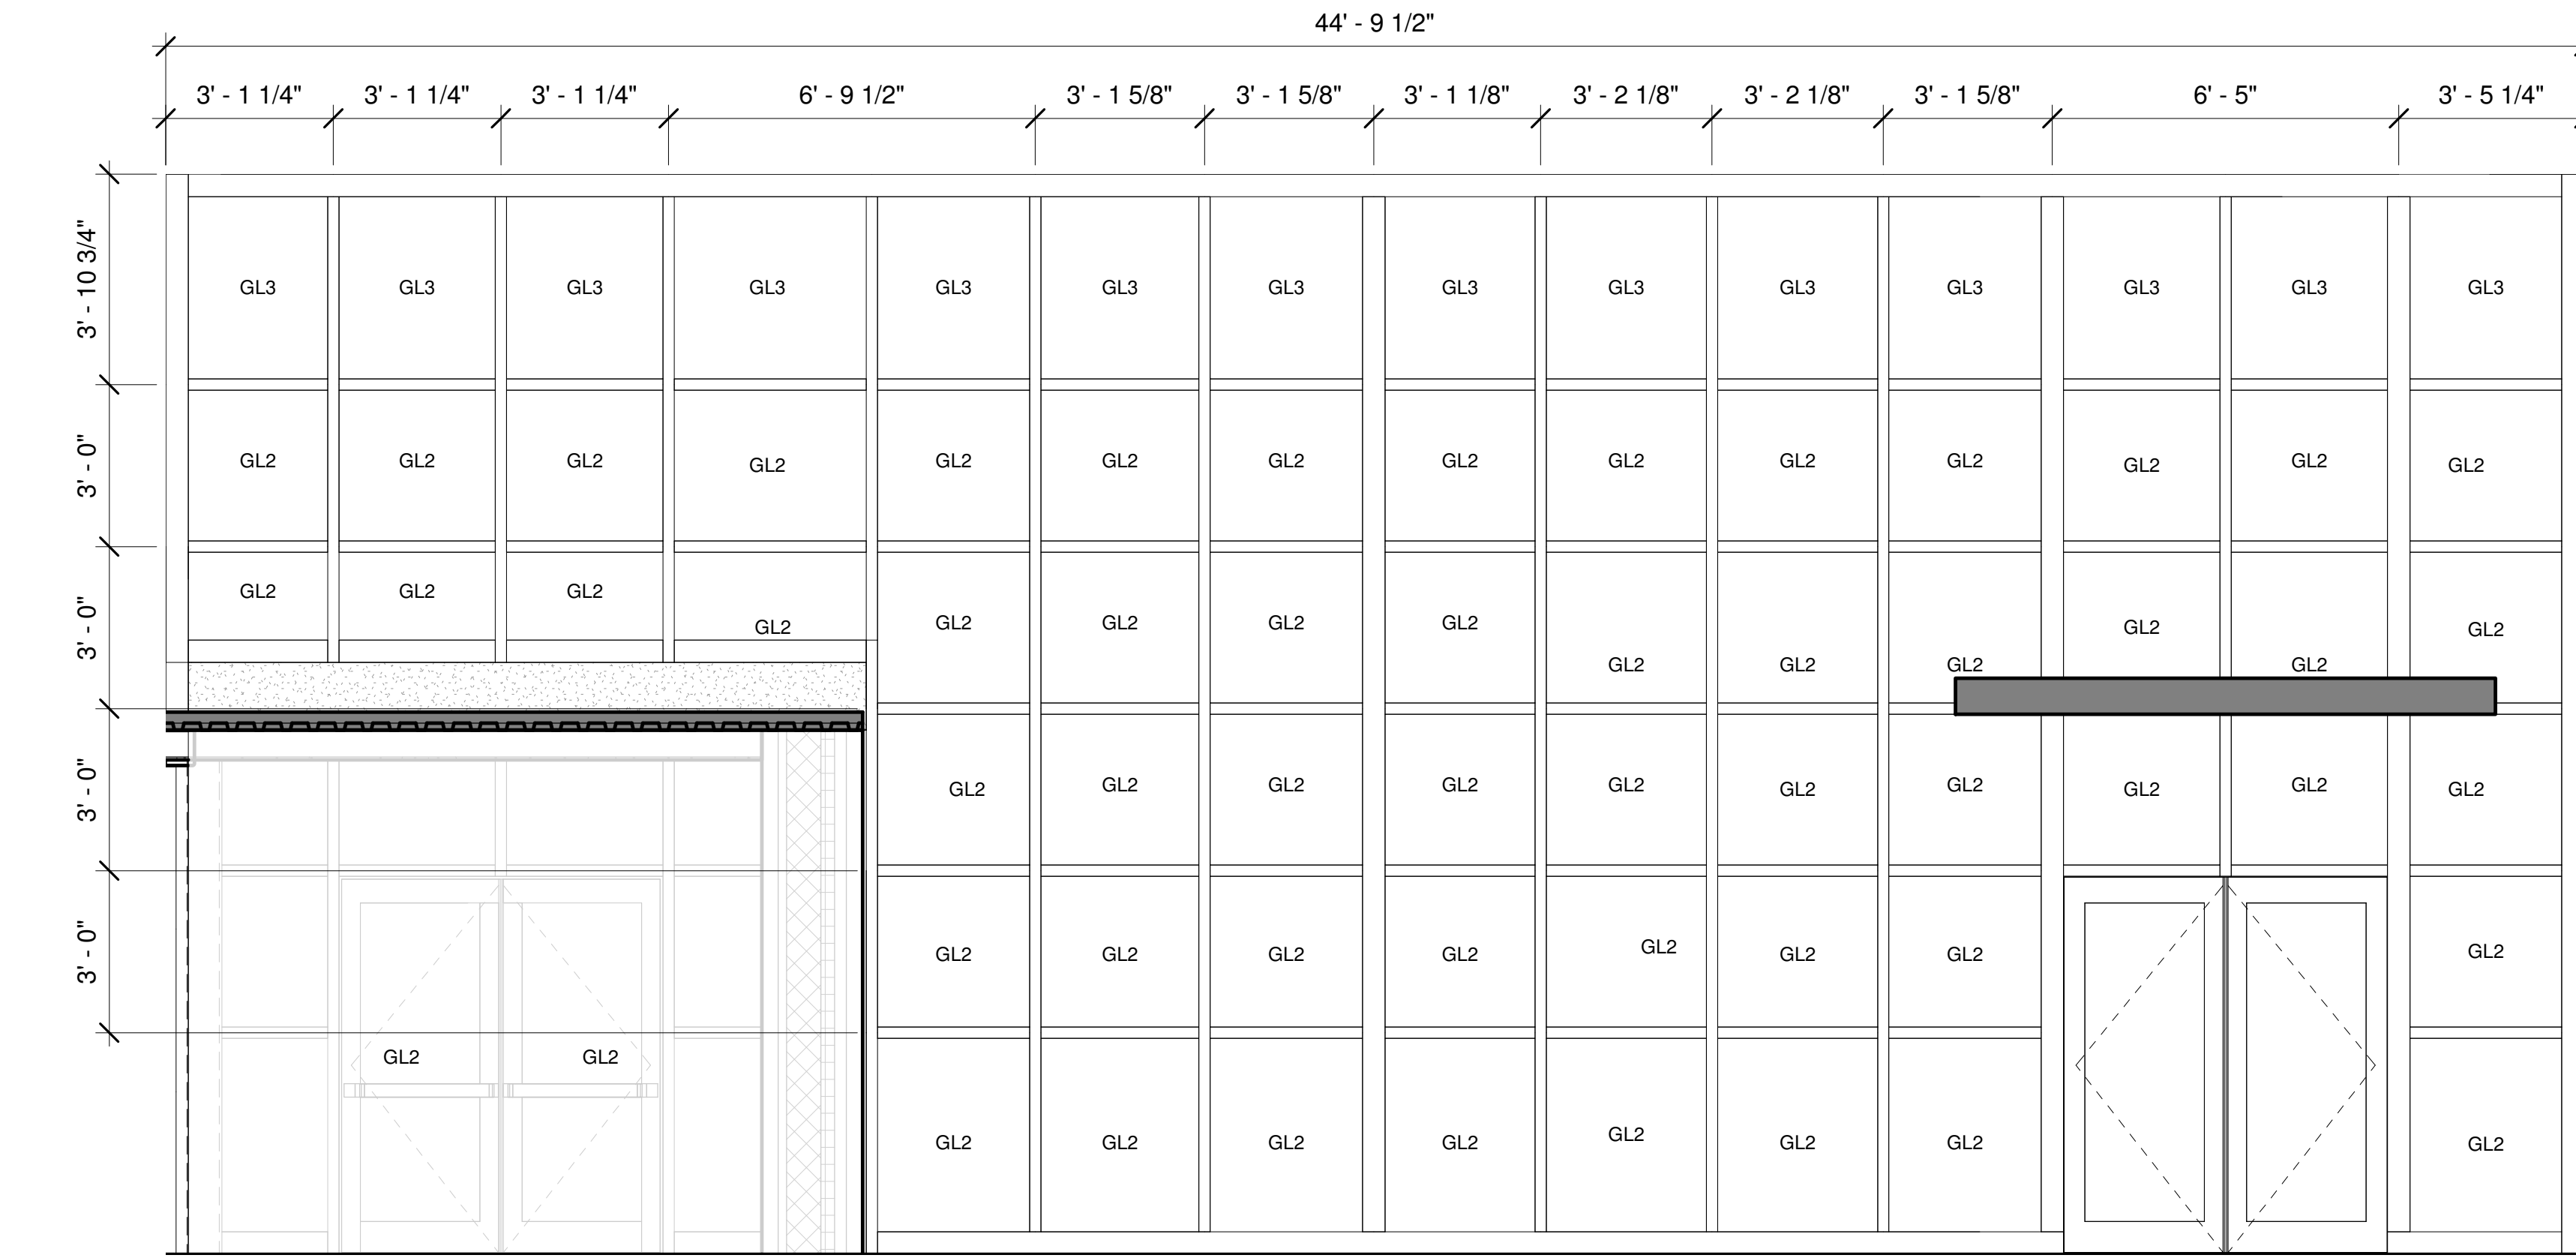 44' - 9 1/2"
3' - 1 1/4" 3' - 1 1/4" 3' - 1 1/4" 6' - 9 1/2" 3' - 1 5/8" 3' - 1 5/8" 3' - 1 1/8" 3' - 2 1/8" 3' - 2 1/8" 3' - 1 5/8" 6' - 5" 3' - 5 1/4"
3' - 10 3/4"
GL3 GL3 GL3 GL3 GL3 GL3 GL3 GL3 GL3 GL3 GL3 GL3 GL3 GL3
3' - 0"
GL2 GL2 GL2 GL2 GL2 GL2 GL2 GL2 GL2 GL2 GL2 GL2 GL2 GL2
3' - 0"
GL2 GL2 GL2 GL2 GL2 GL2 GL2 GL2 GL2 GL2 GL2 GL2 GL2 GL2
3' - 0"
GL2 GL2 GL2 GL2 GL2 GL2 GL2 GL2 GL2 GL2
3' - 0"
GL2 GL2 GL2 GL2 GL2 GL2 GL2 GL2
GL2 GL2
GL2 GL2 GL2 GL2 GL2 GL2 GL2 GL2